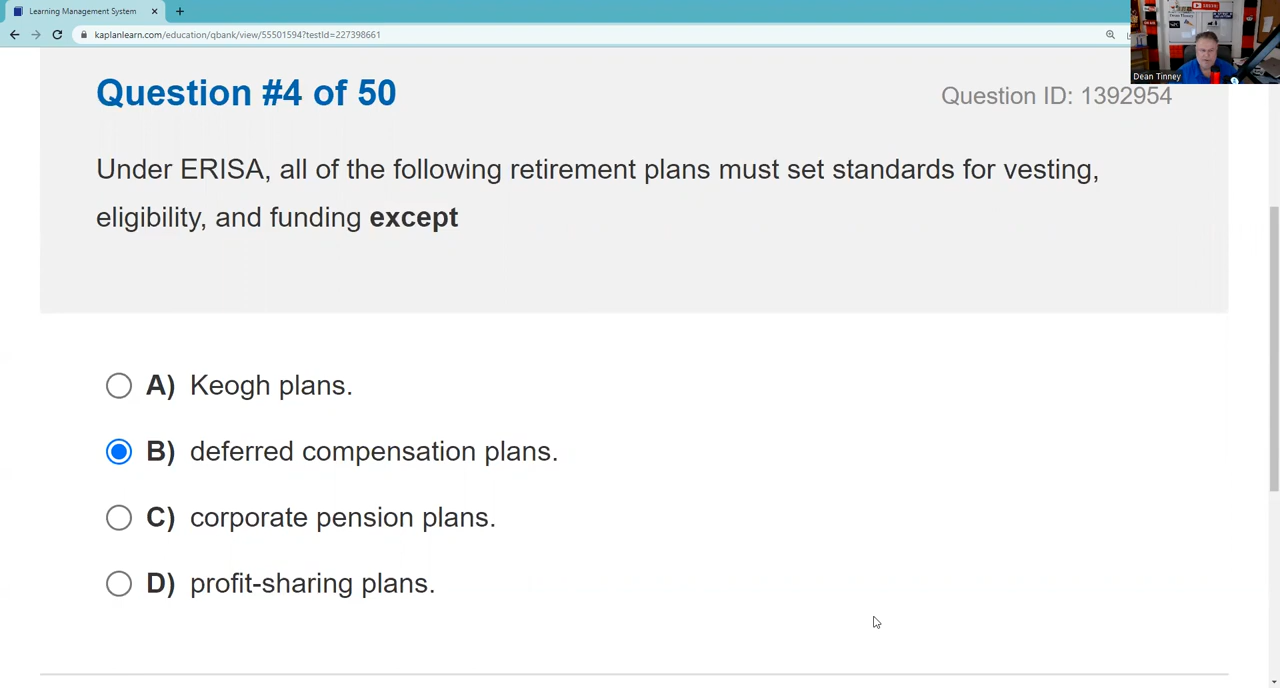 Learning Management System
kaplanlearn.com/education/qbank/view/55501594?testId=227398661
Dean Tinney
Question #4 of 50
Question ID: 1392954
Under ERISA, all of the following retirement plans must set standards for vesting,
eligibility, and funding except
A) Keogh plans.
B) deferred compensation plans.
C) corporate pension plans.
D) profit-sharing plans.